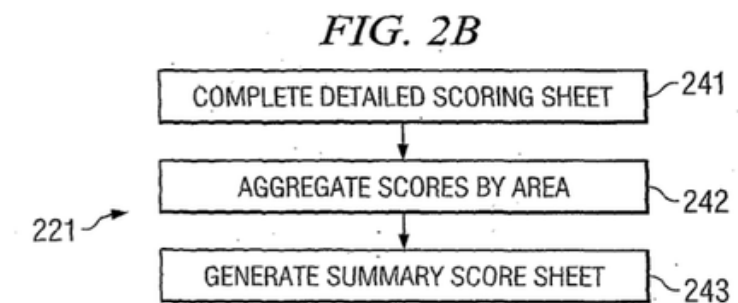 FIG. 2B
COMPLETE DETAILED SCORING SHEET 241
AGGREGATE SCORES BY AREA 242
221
GENERATE SUMMARY SCORE SHEET 243